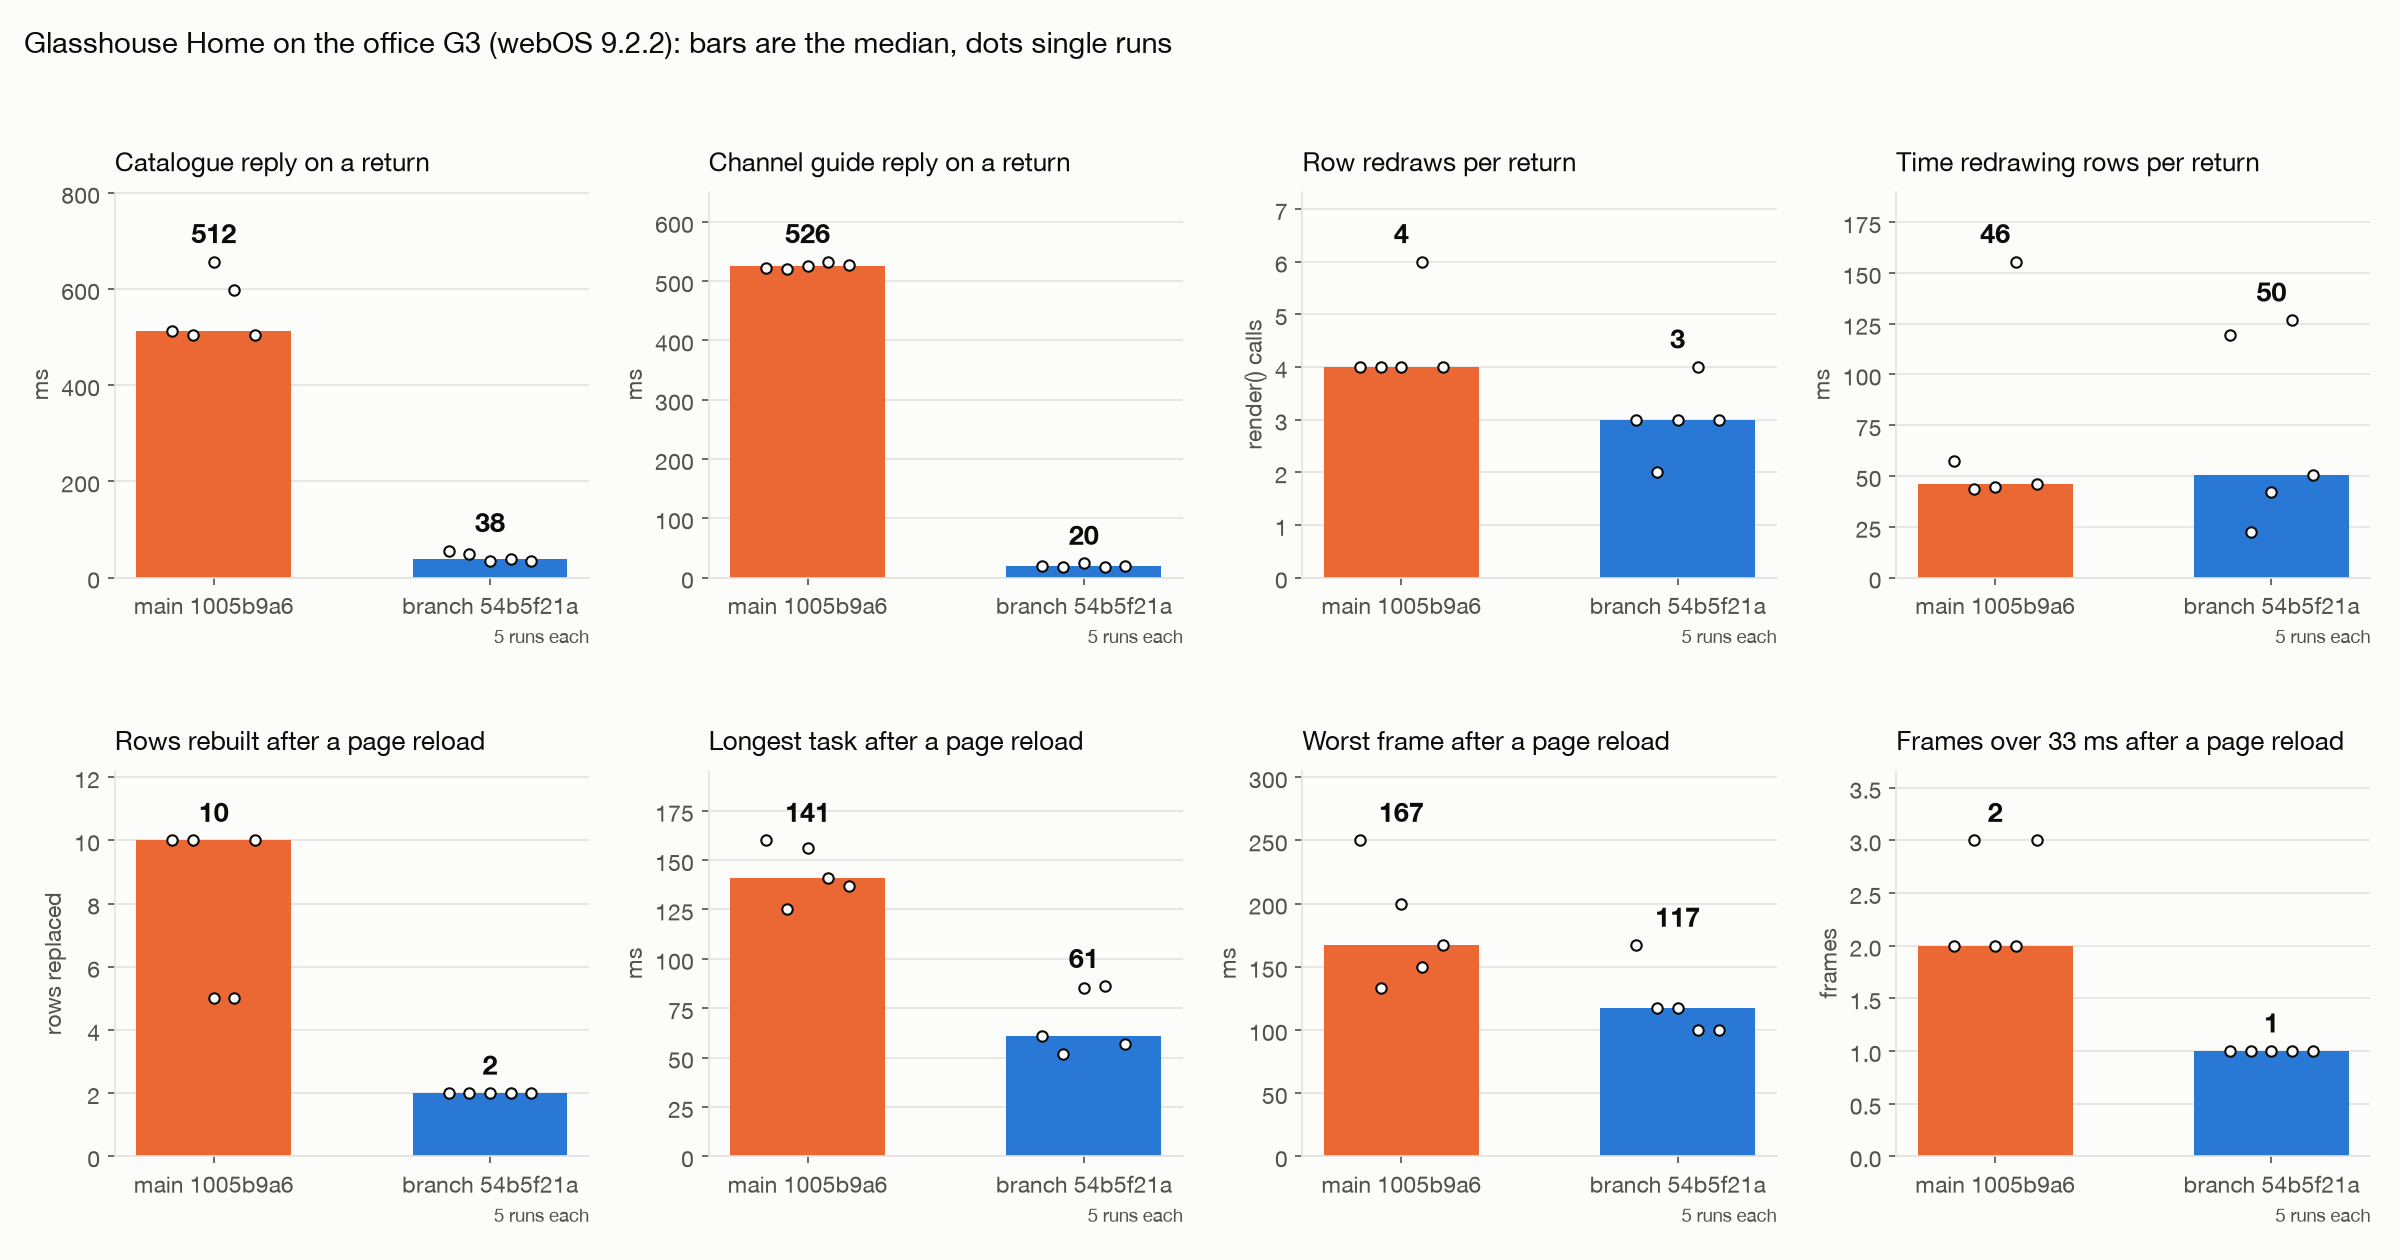 Glasshouse Home on the office G3 (webOS 9.2.2): bars are the median, dots single runs
Catalogue reply on a return
800
600
400
200
0
ms
512
38
main 1005b9a6
branch 54b5f21a
5 runs each
Channel guide reply on a return
600
500
400
300
200
100
0
ms
526
20
main 1005b9a6
branch 54b5f21a
5 runs each
Row redraws per return
7
6
5
4
3
2
1
0
render() calls
4
3
main 1005b9a6
branch 54b5f21a
5 runs each
Time redrawing rows per return
175
150
125
100
75
50
25
0
ms
46
50
main 1005b9a6
branch 54b5f21a
5 runs each
Rows rebuilt after a page reload
12
10
8
6
4
2
0
rows replaced
10
2
main 1005b9a6
branch 54b5f21a
5 runs each
Longest task after a page reload
175
150
125
100
75
50
25
0
ms
141
61
main 1005b9a6
branch 54b5f21a
5 runs each
Worst frame after a page reload
300
250
200
150
100
50
0
ms
167
117
main 1005b9a6
branch 54b5f21a
5 runs each
Frames over 33 ms after a page reload
3.5
3.0
2.5
2.0
1.5
1.0
0.5
0.0
frames
2
1
main 1005b9a6
branch 54b5f21a
5 runs each